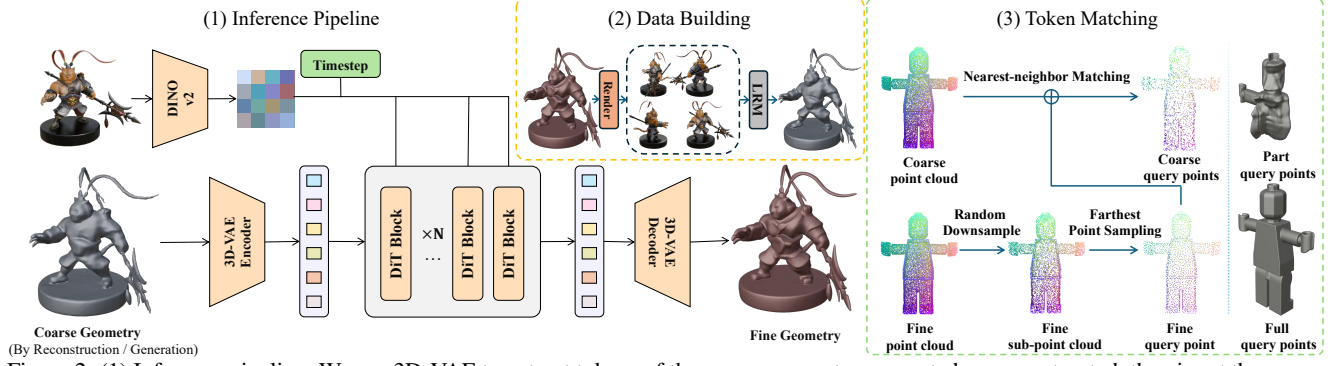 (1) Inference Pipeline
DINO
v2
Timestep
3D-VAE
Encoder
DiT Block
×N
...
DiT Block
DiT Block
3D-VAE
Decoder
Coarse Geometry
(By Reconstruction / Generation)
Fine Geometry
(2) Data Building
Render
LRM
(3) Token Matching
Nearest-neighbor Matching
Coarse
point cloud
Coarse
query points
Part
query points
Random
Downsample
Farthest
Point Sampling
Fine
point cloud
Fine
sub-point cloud
Fine
query point
Full
query points